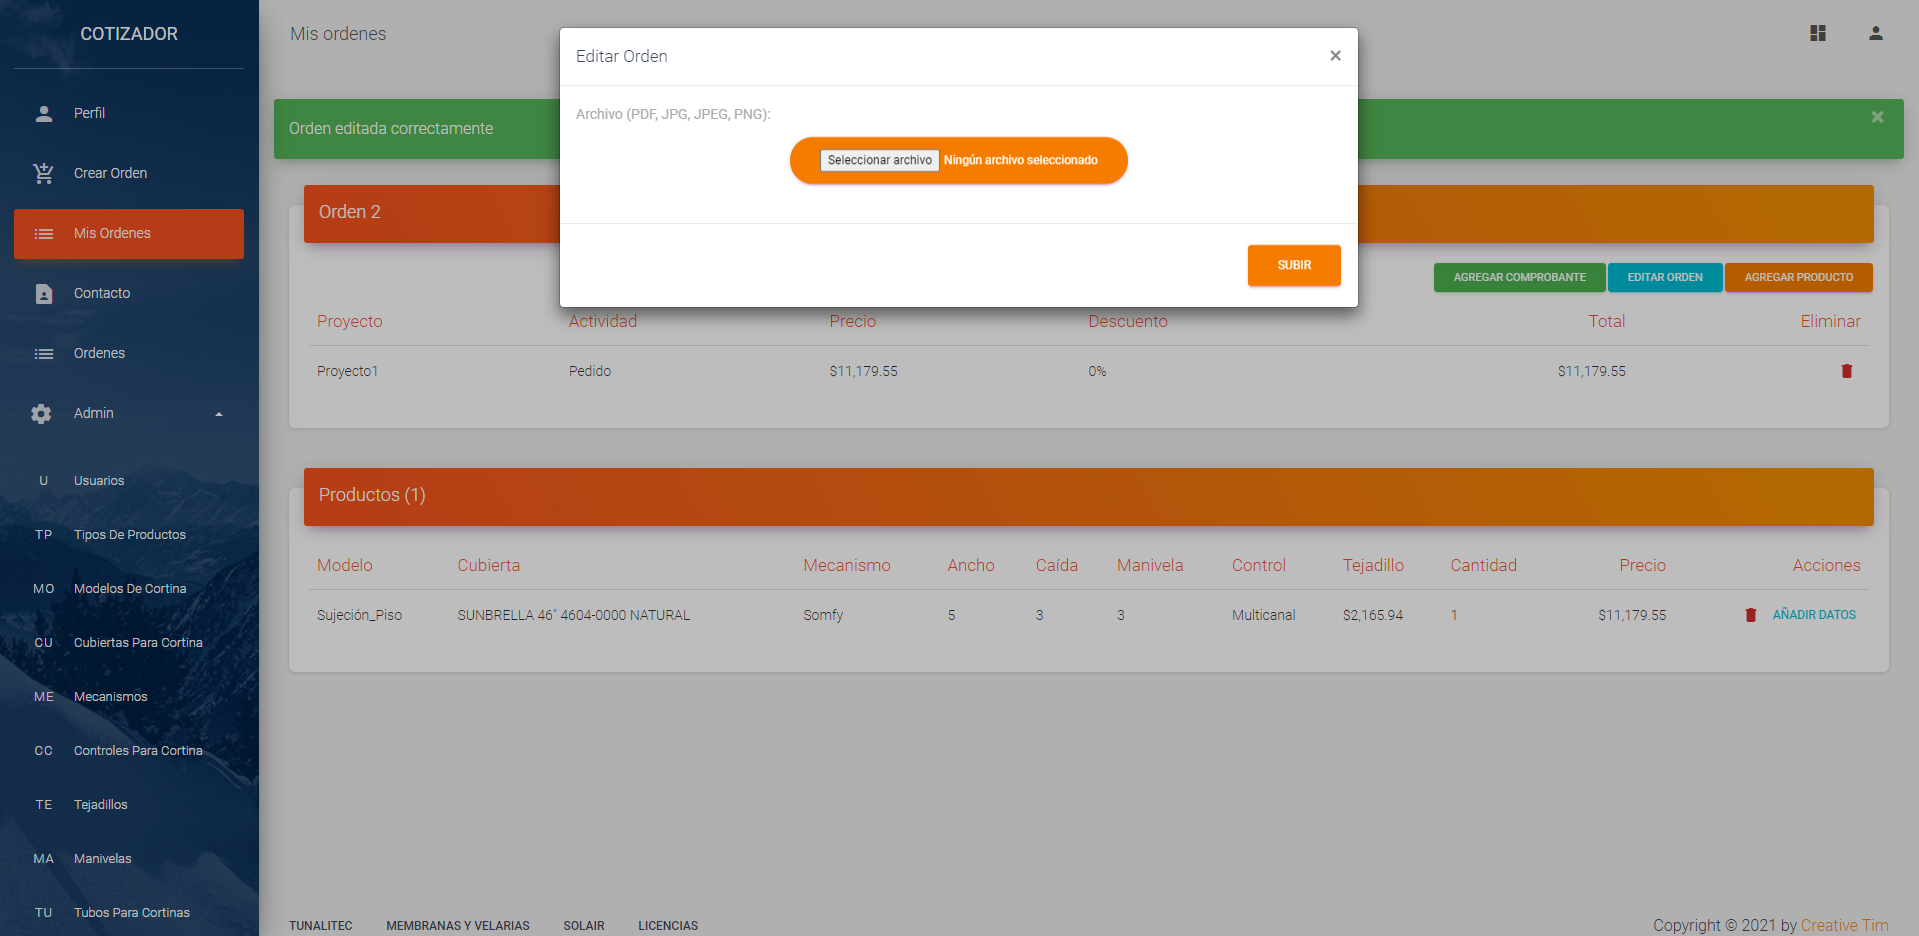 COTIZADOR
Perfil
Crear Orden
Mis Ordenes
Contacto
Ordenes
Admin
U Usuarios
TP Tipos De Productos
MO Modelos De Cortina
CU Cubiertas Para Cortina
ME Mecanismos
CC Controles Para Cortina
TE Tejadillos
MA Manivelas
TU Tubos Para Cortinas
Mis ordenes
Editar Orden ×
Archivo (PDF, JPG, JPEG, PNG):
Seleccionar archivo Ningún archivo seleccionado
SUBIR
Orden editada correctamente ×
Orden 2
AGREGAR COMPROBANTE EDITAR ORDEN AGREGAR PRODUCTO
Proyecto Actividad Precio Descuento Total Eliminar
Proyecto1 Pedido $11,179.55 0% $11,179.55
Productos (1)
Modelo Cubierta Mecanismo Ancho Caída Manivela Control Tejadillo Cantidad Precio Acciones
Sujeción_Piso SUNBRELLA 46" 4604-0000 NATURAL Somfy 5 3 3 Multicanal $2,165.94 1 $11,179.55 AÑADIR DATOS
TUNALITEC MEMBRANAS Y VELARIAS SOLAIR LICENCIAS
Copyright © 2021 by Creative Tim